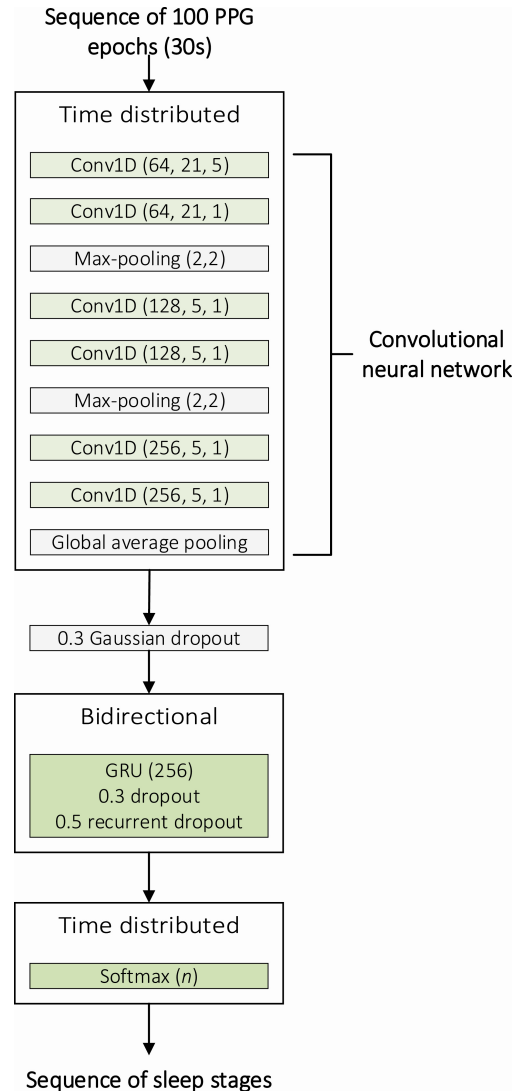 Sequence of 100 PPG
epochs (30s)
Time distributed
Conv1D (64, 21, 5)
Conv1D (64, 21, 1)
Max-pooling (2,2)
Conv1D (128, 5, 1)
Conv1D (128, 5, 1)
Max-pooling (2,2)
Conv1D (256, 5, 1)
Conv1D (256, 5, 1)
Global average pooling
Convolutional
neural network
0.3 Gaussian dropout
Bidirectional
GRU (256)
0.3 dropout
0.5 recurrent dropout
Time distributed
Softmax (n)
Sequence of sleep stages